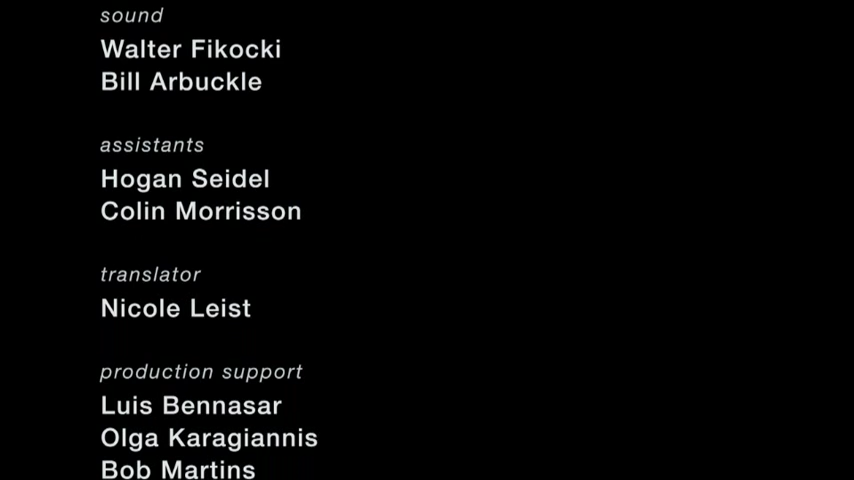 sound
Walter Fikocki
Bill Arbuckle
assistants
Hogan Seidel
Colin Morrisson
translator
Nicole Leist
production support
Luis Bennasar
Olga Karagiannis
Bob Martins